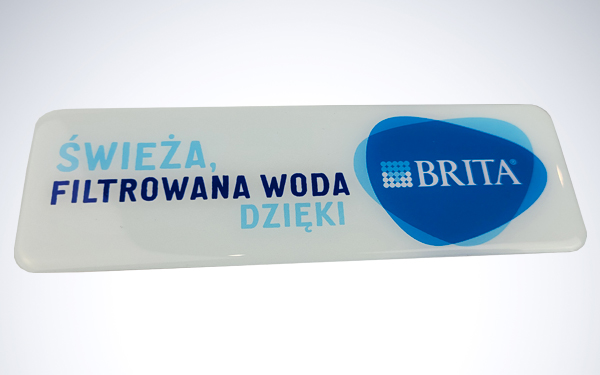 ŚWIEŻA,
FILTROWANA WODA
DZIĘKI
BRITA®